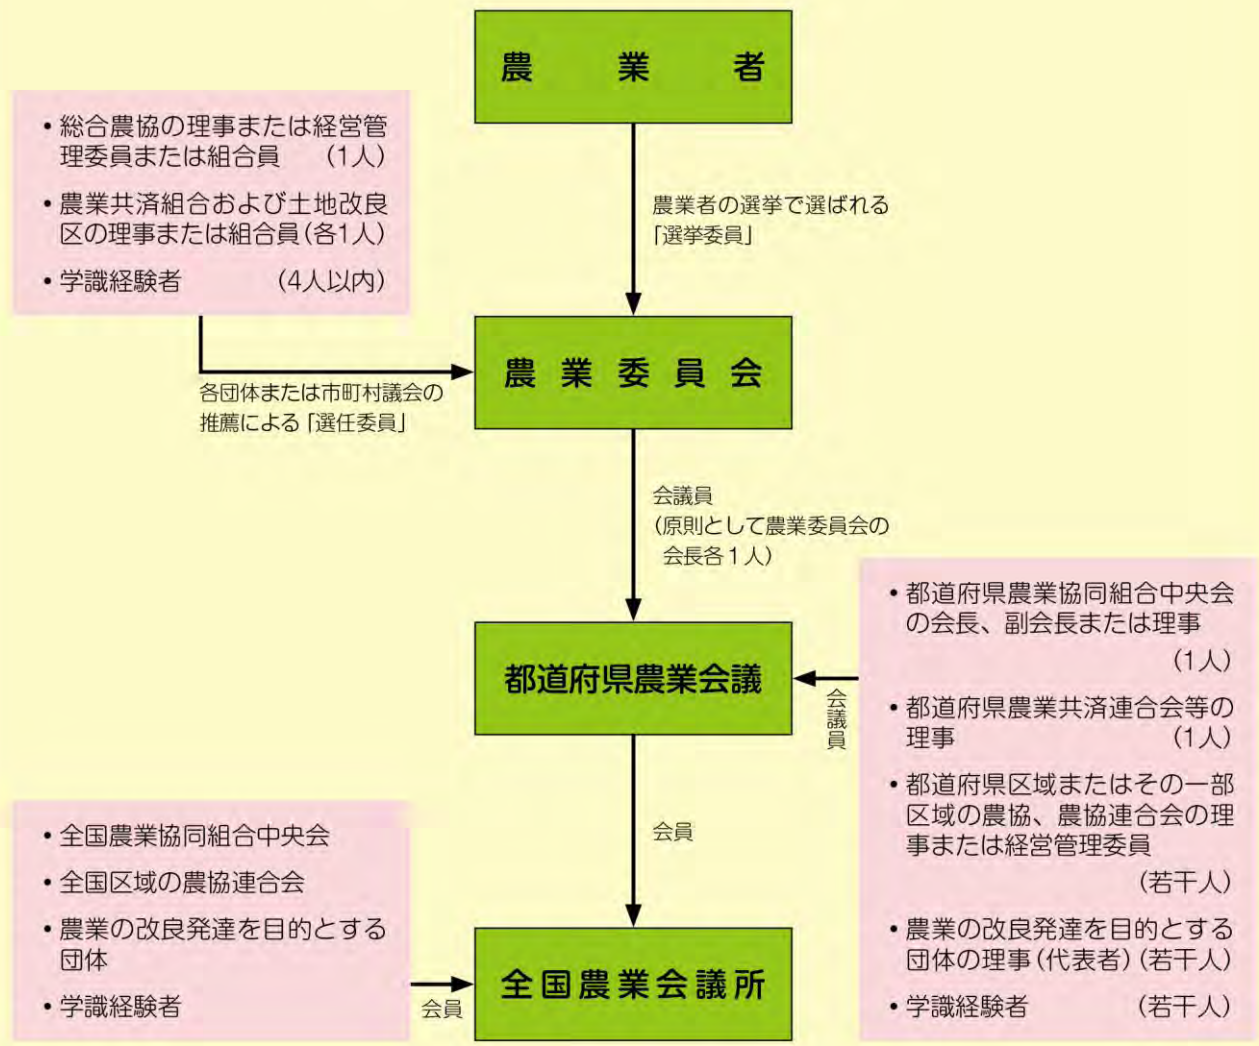 農業者
・総合農協の理事または経営管
理委員または組合員 (1人)
・農業共済組合および土地改良
区の理事または組合員(各1人)
・学識経験者 (4人以内)
農業者の選挙で選ばれる
「選挙委員」
農業委員会
各団体または市町村議会の
推薦による「選任委員」
会議員
(原則として農業委員会の
会長各1人)
都道府県農業会議
会議員
・都道府県農業協同組合中央会
の会長、副会長または理事
(1人)
・都道府県農業共済連合会等の
理事 (1人)
・都道府県区域またはその一部
区域の農協、農協連合会の理
事または経営管理委員
(若干人)
・農業の改良発達を目的とする
団体の理事(代表者)(若干人)
・学識経験者 (若干人)
会員
・全国農業協同組合中央会
・全国区域の農協連合会
・農業の改良発達を目的とする
団体
・学識経験者
会員
全国農業会議所